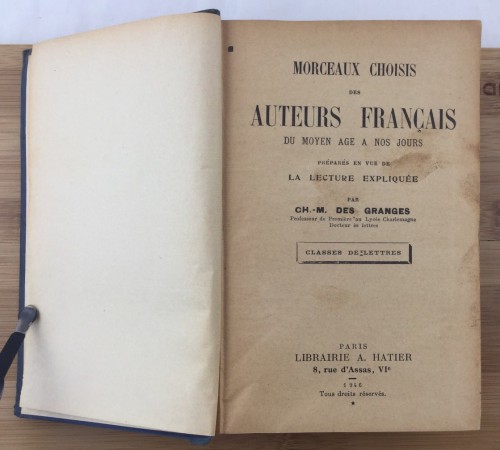 MORCEAUX CHOISIS
DES
AUTEURS FRANÇAIS
DU MOYEN AGE A NOS JOURS
PRÉPARÉS EN VUE DE
LA LECTURE EXPLIQUÉE
PAR
CH.-M. DES GRANGES
Professeur de Première au Lycée Charlemagne
Docteur ès lettres
CLASSES DE LETTRES
PARIS
LIBRAIRIE A. HATIER
8, rue d'Assas, VIe
1946
Tous droits réservés.